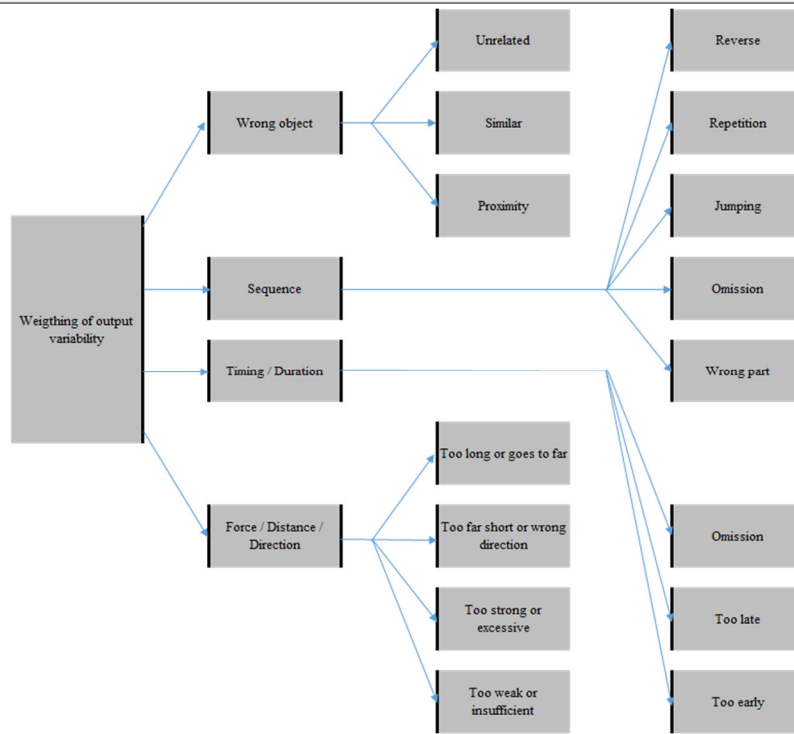 Unrelated
Reverse
Wrong object
Similar
Repetition
Proximity
Jumping
Weigthing of output
variability
Sequence
Omission
Timing / Duration
Wrong part
Too long or goes to far
Force / Distance /
Direction
Too far short or wrong
direction
Omission
Too strong or
excessive
Too late
Too weak or
insufficient
Too early